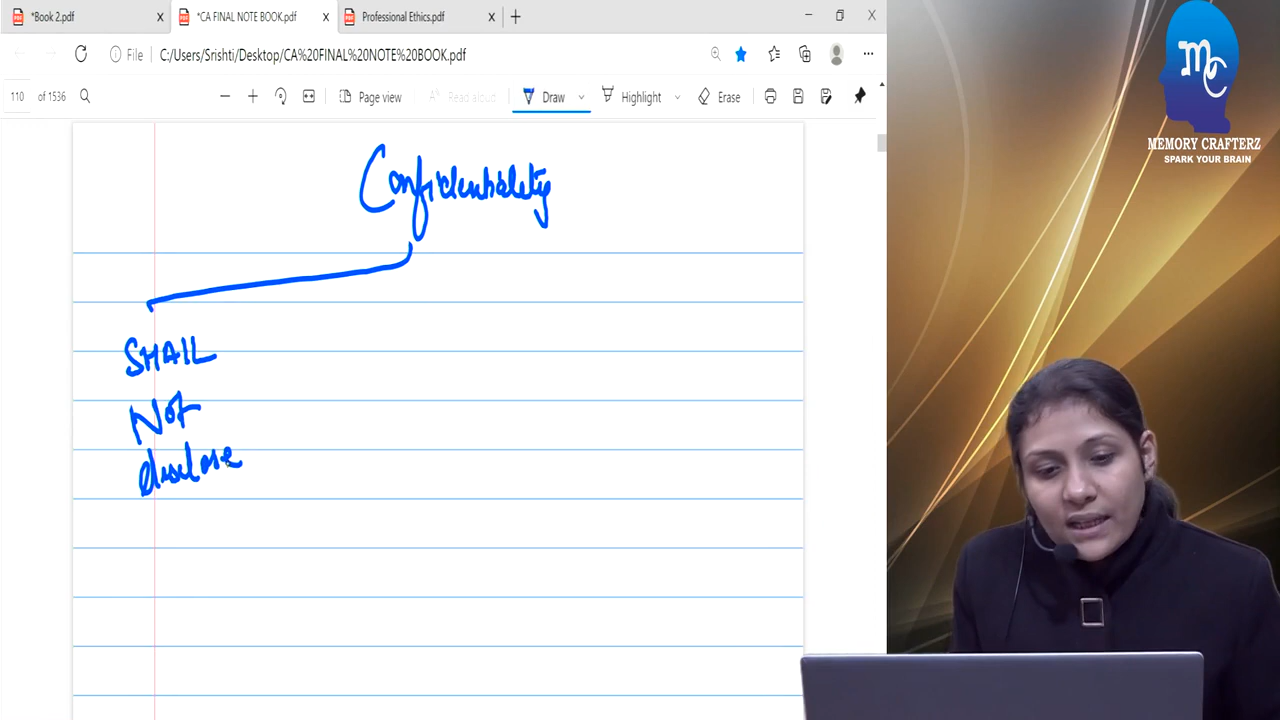 *Book 2.pdf
*CA FINAL NOTE BOOK.pdf
Professional Ethics.pdf
File
C:/Users/Srishti/Desktop/CA%20FINAL%20NOTE%20BOOK.pdf
110 of 1536
Page view
Read aloud
Draw
Highlight
Erase
MC
MEMORY CRAFTERZ
SPARK YOUR BRAIN
Confidentiality
SHALL
Not
disclose